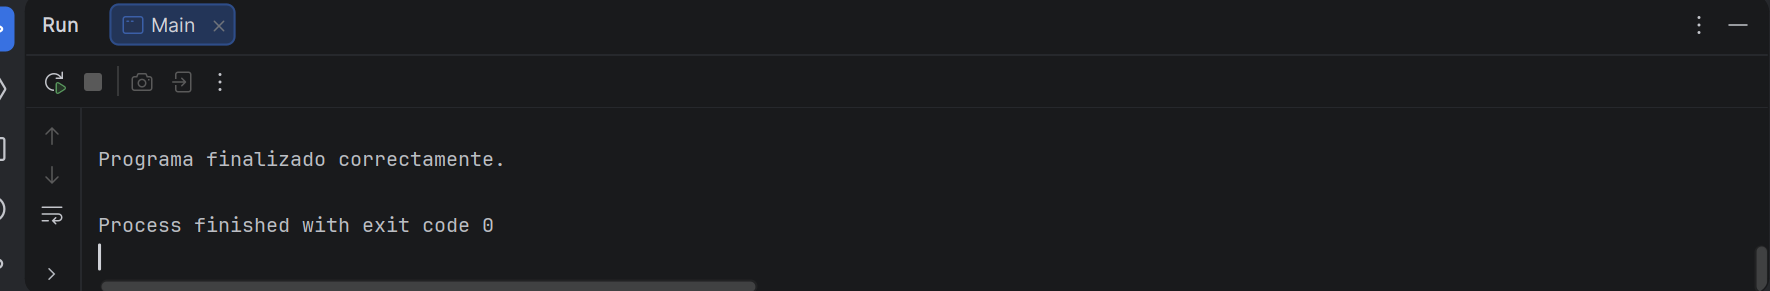 Run
Main
Programa finalizado correctamente.
Process finished with exit code 0